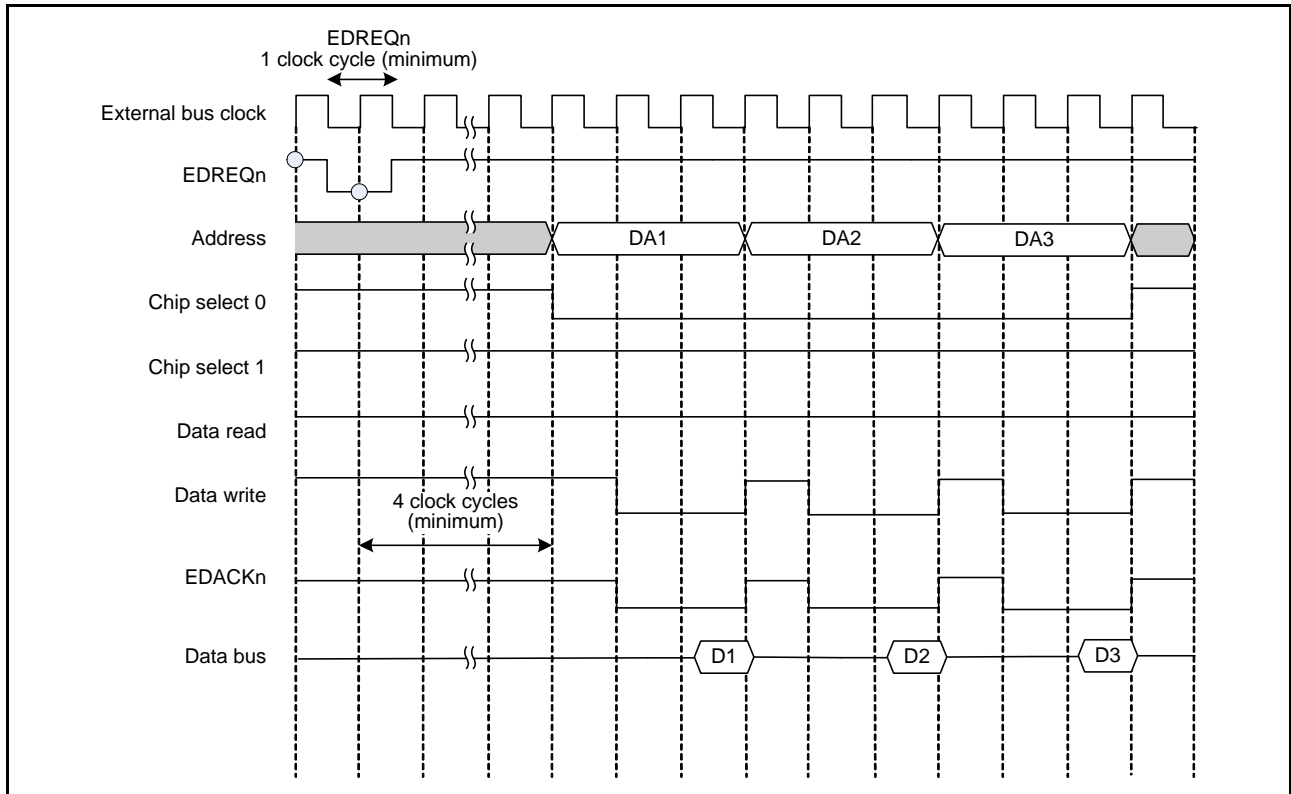 EDREQn
1 clock cycle (minimum)
External bus clock
EDREQn
Address
DA1
DA2
DA3
Chip select 0
Chip select 1
Data read
Data write
4 clock cycles
(minimum)
EDACKn
Data bus
D1
D2
D3